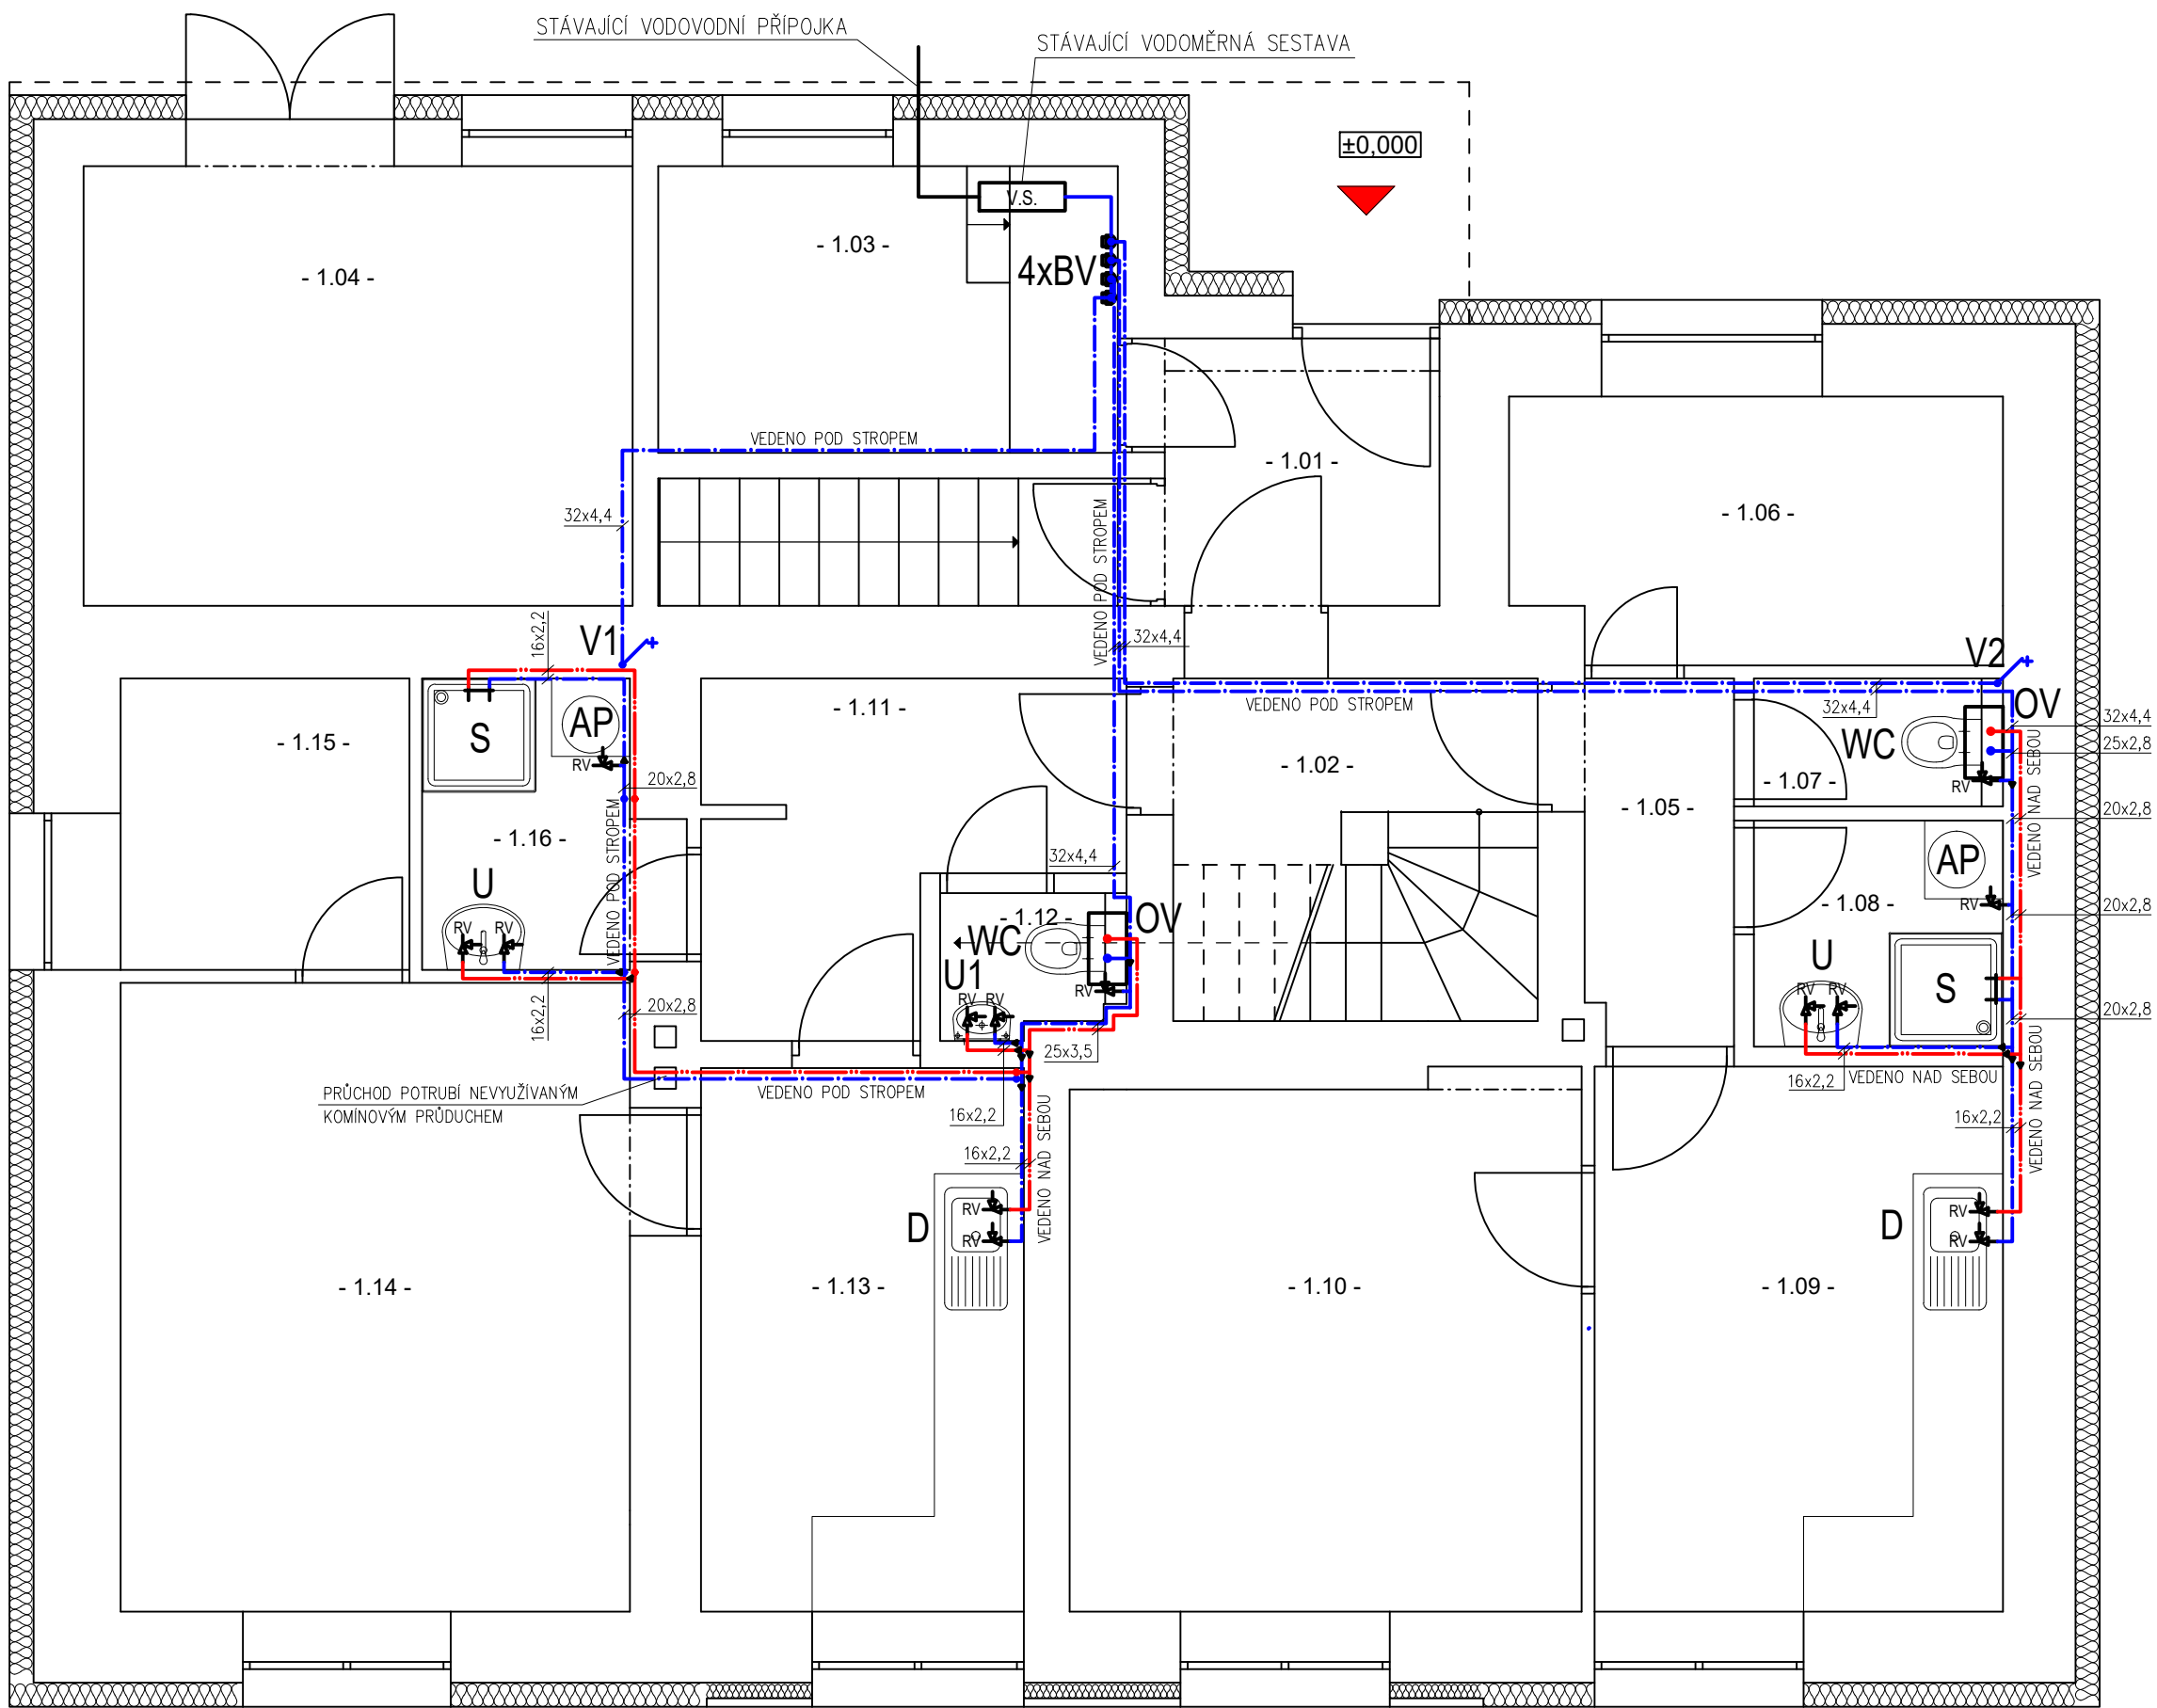 STÁVAJÍCÍ VODOVODNÍ PŘÍPOJKA
STÁVAJÍCÍ VODOMĚRNÁ SESTAVA
±0,000
V.S.
- 1.03 -
- 1.04 -
4xBV
VEDENO POD STROPEM
- 1.01 -
- 1.06 -
32x4,4
VEDENO POD STROPEM
16x2,2
V1
32x4,4
V2
- 1.11 -
VEDENO POD STROPEM
32x4,4
OV
32x4,4
25x2,8
- 1.15 -
S
AP
RV
WC
- 1.02 -
- 1.07 -
RV
VEDENO NAD SEBOU
20x2,8
- 1.05 -
20x2,8
- 1.16 -
VEDENO POD STROPEM
32x4,4
AP
U
RV
RV
- 1.12 -
OV
WC
- 1.08 -
RV
20x2,8
U1
RV
RV
RV
U
RV
RV
S
16x2,2
20x2,8
20x2,8
25x3,5
PRŮCHOD POTRUBÍ NEVYUŽÍVANÝM
KOMÍNOVÝM PRŮDUCHEM
VEDENO POD STROPEM
16x2,2
VEDENO NAD SEBOU
16x2,2
VEDENO NAD SEBOU
16x2,2
16x2,2
VEDENO NAD SEBOU
D
RV
RV
D
RV
RV
- 1.14 -
- 1.13 -
- 1.10 -
- 1.09 -